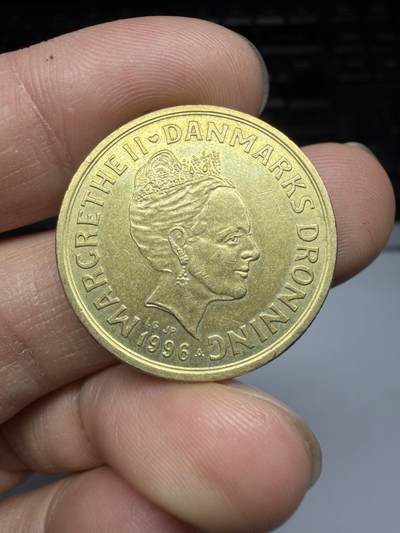 MARGRETHE II ♥ DANMARKS DRONNING
LG JP
1996 A